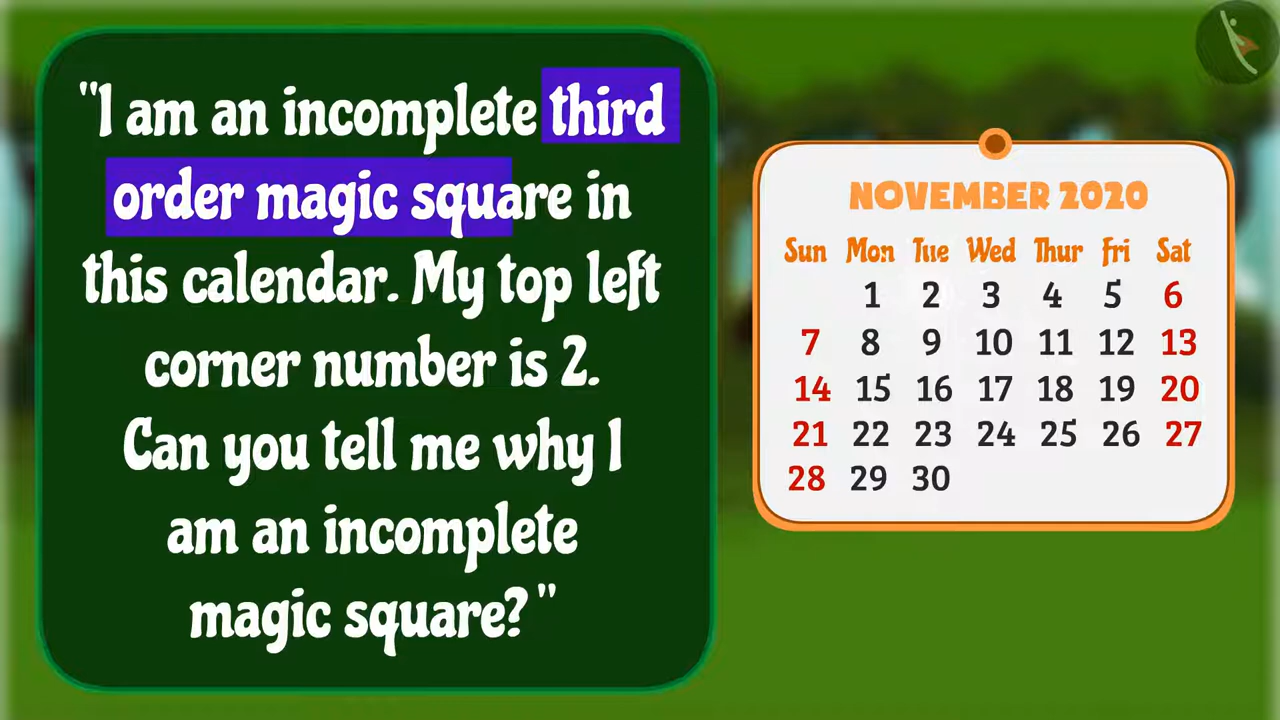 "I am an incomplete third
order magic square in
this calendar. My top left
corner number is 2.
Can you tell me why I
am an incomplete
magic square? "
NOVEMBER 2020
Sun Mon Tue Wed Thur Fri Sat
1 2 3 4 5 6
7 8 9 10 11 12 13
14 15 16 17 18 19 20
21 22 23 24 25 26 27
28 29 30